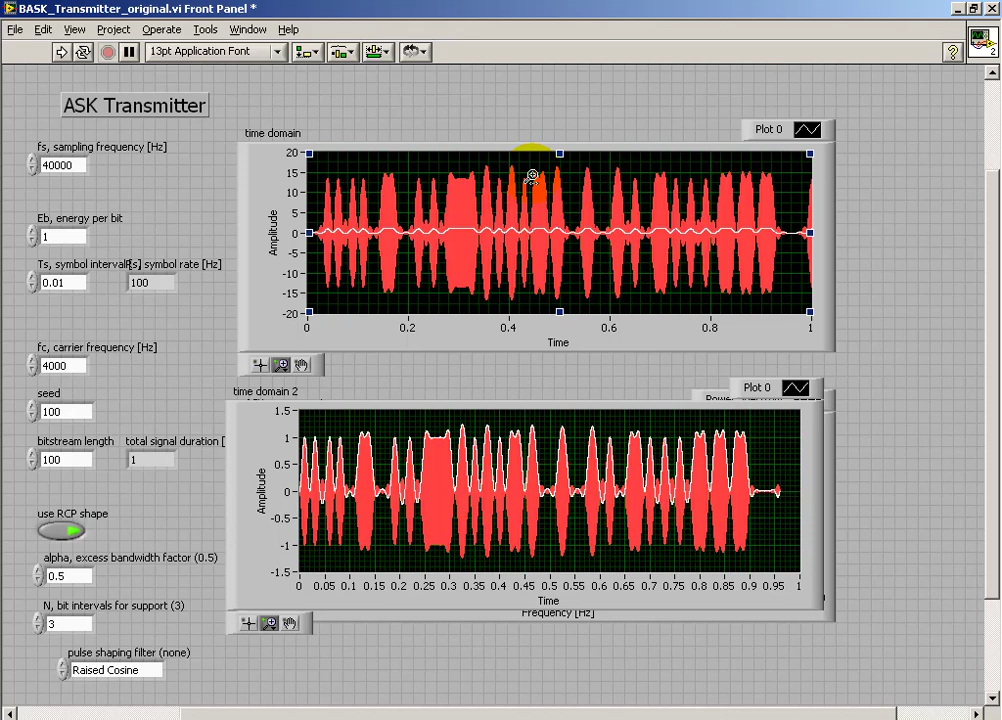 BASK_Transmitter_original.vi Front Panel *
File Edit View Project Operate Tools Window Help
13pt Application Font
2
ASK Transmitter
fs, sampling frequency [Hz]
40000
Eb, energy per bit
1
Ts, symbol interval[s] symbol rate [Hz]
0.01 100
fc, carrier frequency [Hz]
4000
seed
100
bitstream length total signal duration [
100 1
use RCP shape
alpha, excess bandwidth factor (0.5)
0.5
N, bit intervals for support (3)
3
pulse shaping filter (none)
Raised Cosine
time domain
Plot 0
Amplitude
20
15
10
5
0
-5
-10
-15
-20
0 0.2 0.4 0.6 0.8 1
Time
time domain 2
Plot 0
Amplitude
1.5
1
0.5
0
-0.5
-1
-1.5
0 0.05 0.1 0.15 0.2 0.25 0.3 0.35 0.4 0.45 0.5 0.55 0.6 0.65 0.7 0.75 0.8 0.85 0.9 0.95 1
Time
Frequency [Hz]